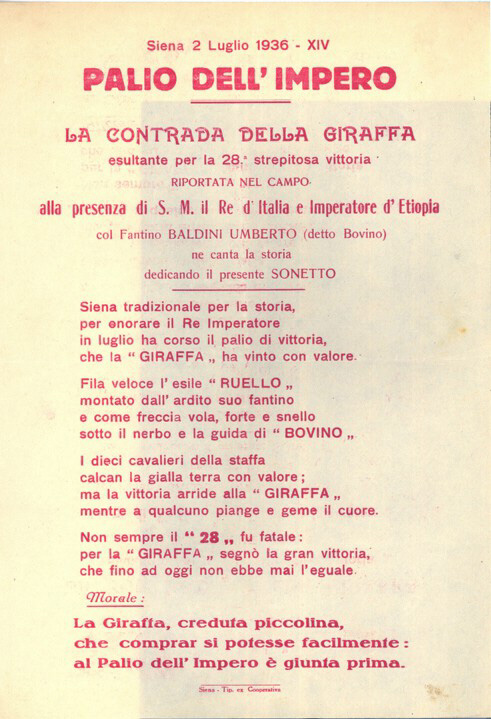 Siena 2 Luglio 1936 - XIV
PALIO DELL' IMPERO
LA CONTRADA DELLA GIRAFFA
esultante per la 28.ª strepitosa vittoria
RIPORTATA NEL CAMPO
alla presenza di S. M. il Re d'Italia e Imperatore d'Etiopia
col Fantino BALDINI UMBERTO (detto Bovino)
ne canta la storia
dedicando il presente SONETTO
Siena tradizionale per la storia,
per enorare il Re Imperatore
in luglio ha corso il palio di vittoria,
che la “ GIRAFFA „ ha vinto con valore.
Fila veloce l' esile “ RUELLO „
montato dall' ardito suo fantino
e come freccia vola, forte e snello
sotto il nerbo e la guida di “ BOVINO „
I dieci cavalieri della staffa
calcan la gialla terra con valore ;
ma la vittoria arride alla “ GIRAFFA „
mentre a qualcuno piange e geme il cuore.
Non sempre il “ 28 „ fu fatale :
per la “ GIRAFFA „ segnò la gran vittoria,
che fino ad oggi non ebbe mai l'eguale.
Morale :
La Giraffa, creduta piccolina,
che comprar si potesse facilmente :
al Palio dell' Impero è giunta prima.
Siena - Tip. ex Cooperativa